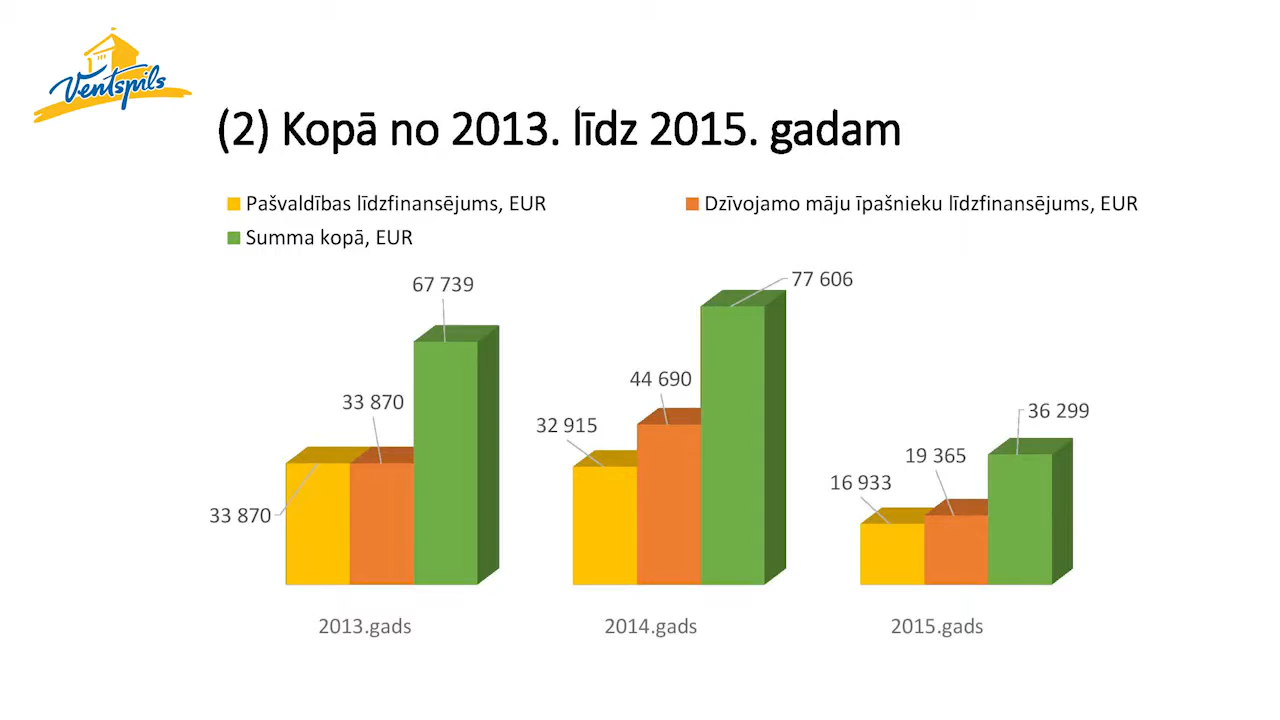 Ventspils
(2) Kopā no 2013. līdz 2015. gadam
Pašvaldības līdzfinansējums, EUR
Dzīvojamo māju īpašnieku līdzfinansējums, EUR
Summa kopā, EUR
67 739
33 870
33 870
77 606
44 690
32 915
36 299
19 365
16 933
2013.gads
2014.gads
2015.gads